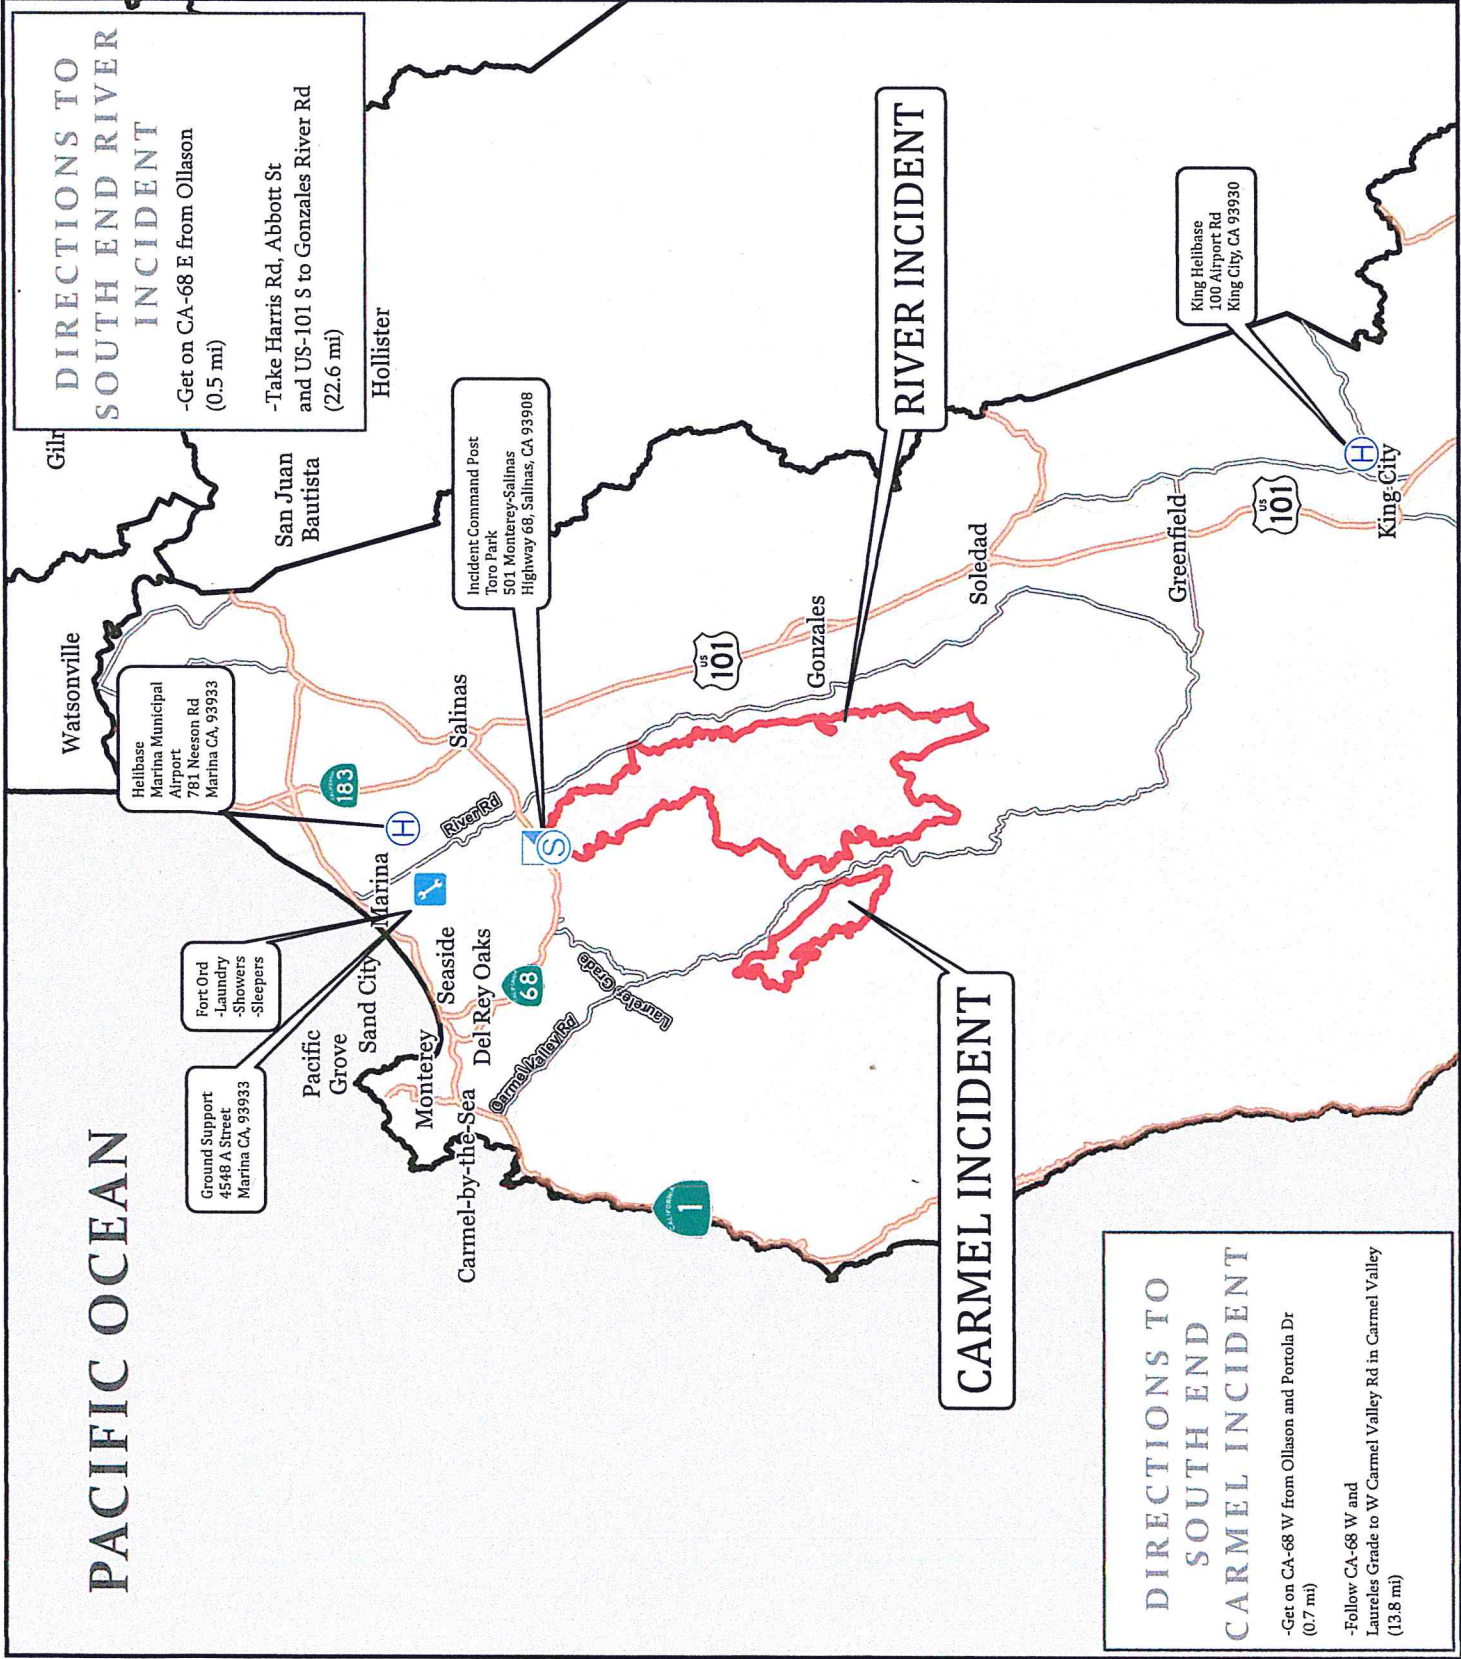 PACIFIC OCEAN
DIRECTIONS TO
SOUTH END RIVER
INCIDENT
-Get on CA-68 E from Ollason
(0.5 mi)
-Take Harris Rd, Abbott St
and US-101 S to Gonzales River Rd
(22.6 mi)
Gilr
Hollister
San Juan
Bautista
Watsonville
Helibase
Marina Municipal
Airport
781 Neeson Rd
Marina CA, 93933
Fort Ord
-Laundry
-Showers
-Sleepers
Ground Support
4548 A Street
Marina CA, 93933
Incident Command Post
Toro Park
501 Monterey-Salinas
Highway 68, Salinas, CA 93908
CALIFORNIA
183
Salinas
H
Marina
River Rd
S
Sand City
Seaside
Pacific
Grove
Monterey
Del Rey Oaks
CALIFORNIA
68
Carmel-by-the-Sea
Carmel Valley Rd
Laureles Grade
CALIFORNIA
1
US
101
Gonzales
Soledad
Greenfield
US
101
King City
H
RIVER INCIDENT
King Helibase
100 Airport Rd
King City, CA 93930
CARMEL INCIDENT
DIRECTIONS TO
SOUTH END
CARMEL INCIDENT
-Get on CA-68 W from Ollason and Portola Dr
(0.7 mi)
-Follow CA-68 W and
Laureles Grade to W Carmel Valley Rd in Carmel Valley
(13.8 mi)